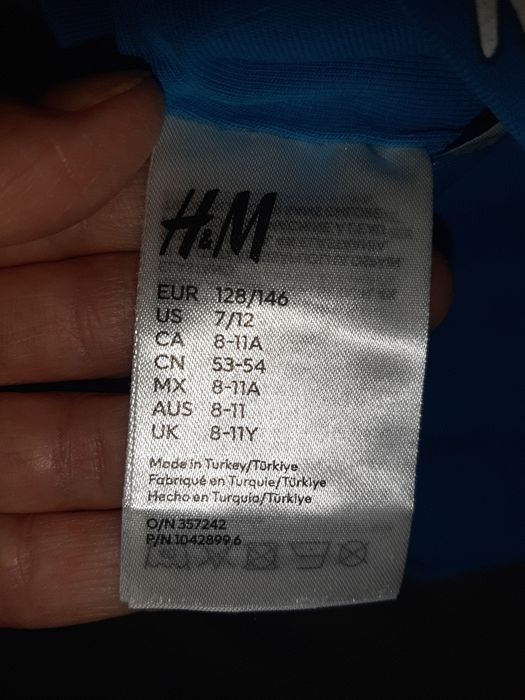 H&M
EUR 128/146
US 7/12
CA 8-11A
CN 53-54
MX 8-11A
AUS 8-11
UK 8-11Y
Made in Turkey/Türkiye
Fabriqué en Turquie/Türkiye
Hecho en Turquía/Türkiye
O/N 357242
P/N 1042899.6